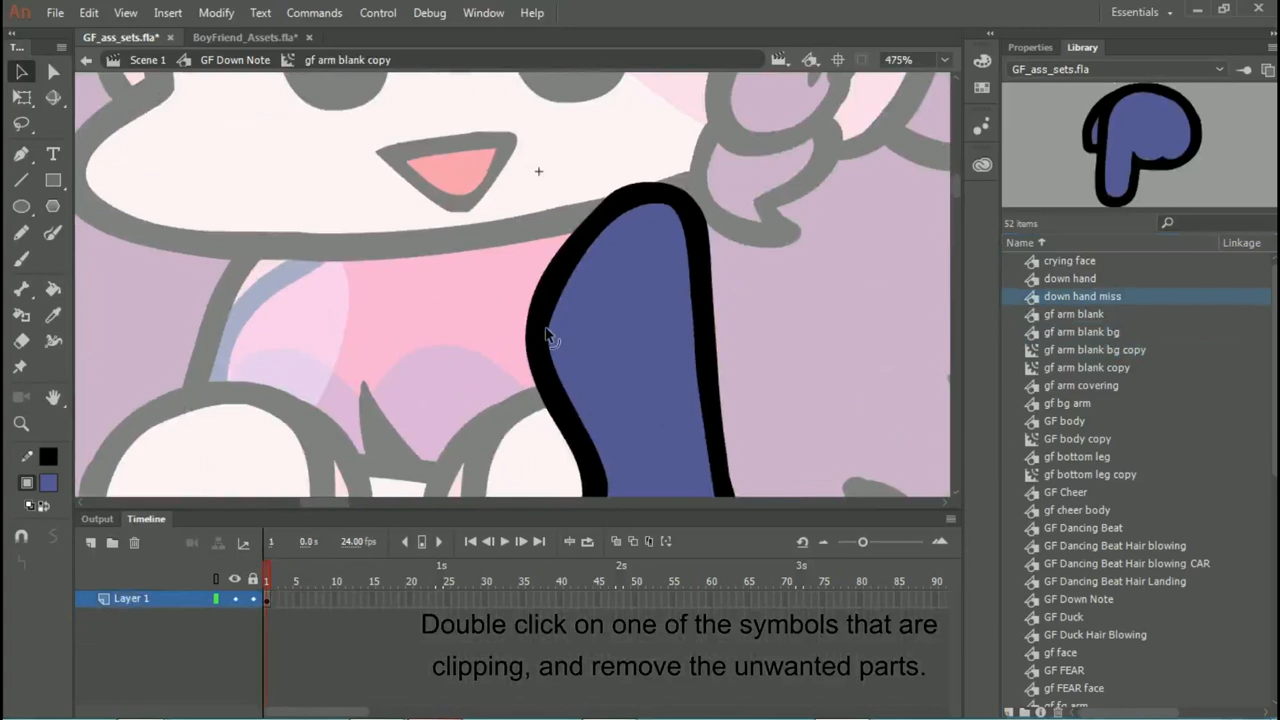 An File Edit View Insert Modify Text Commands Control Debug Window Help Essentials
GF_ass_sets.fla* × BoyFriend_Assets.fla* ×
T...
Properties Library
Scene 1 GF Down Note gf arm blank copy 475%
GF_ass_sets.fla
52 items
Name Linkage
crying face
down hand
down hand miss
gf arm blank
gf arm blank bg
gf arm blank bg copy
gf arm blank copy
gf arm covering
gf bg arm
GF body
GF body copy
gf bottom leg
gf bottom leg copy
GF Cheer
gf cheer body
GF Dancing Beat
GF Dancing Beat Hair blowing
GF Dancing Beat Hair blowing CAR
GF Dancing Beat Hair Landing
GF Down Note
GF Duck
GF Duck Hair Blowing
gf face
GF FEAR
gf FEAR face
gf fg arm
Output Timeline
1 0.0 s 24.00 fps
1s 2s 3s
1 5 10 15 20 25 30 35 40 45 50 55 60 65 70 75 80 85 90
Layer 1
Double click on one of the symbols that are
clipping, and remove the unwanted parts.